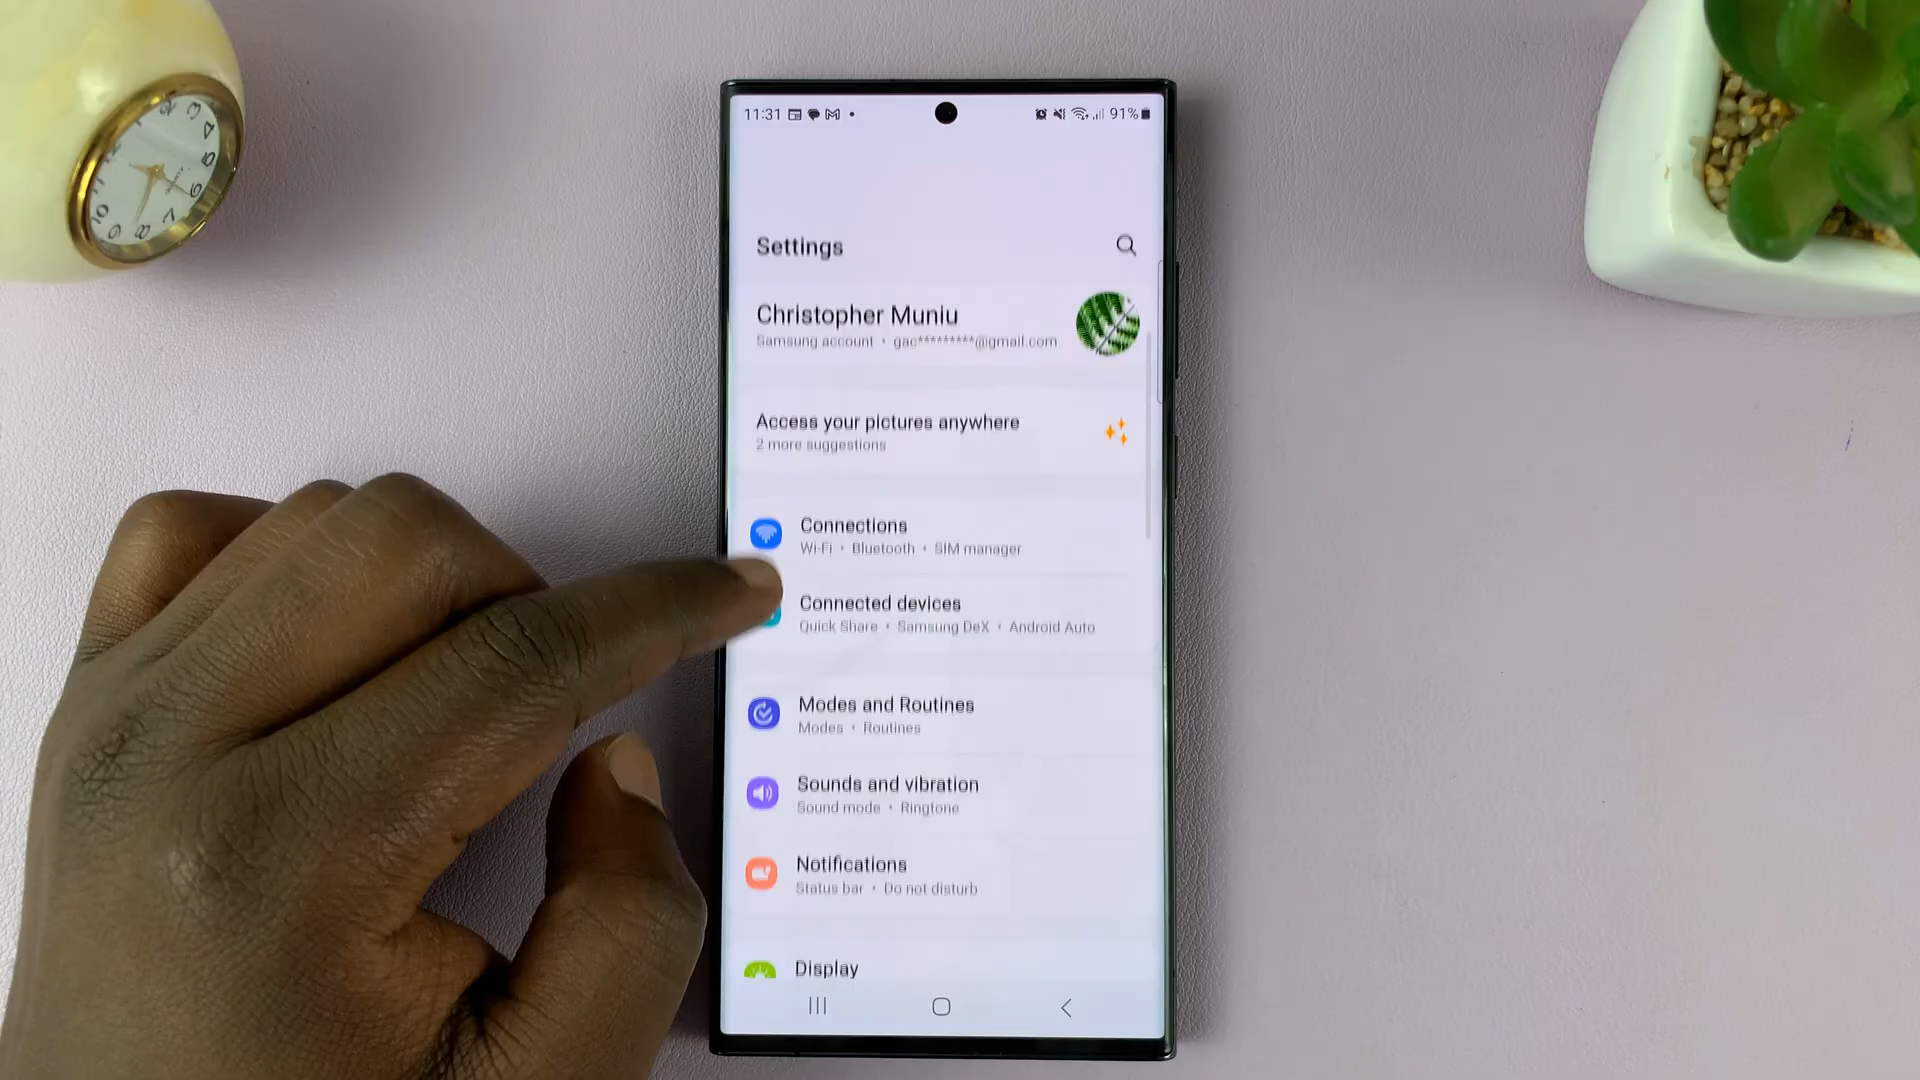 11:31
91%
Settings
Christopher Muniu
Samsung account • gac*********@gmail.com
Access your pictures anywhere
2 more suggestions
Connections
Wi-Fi • Bluetooth • SIM manager
Connected devices
Quick Share • Samsung DeX • Android Auto
Modes and Routines
Modes • Routines
Sounds and vibration
Sound mode • Ringtone
Notifications
Status bar • Do not disturb
Display